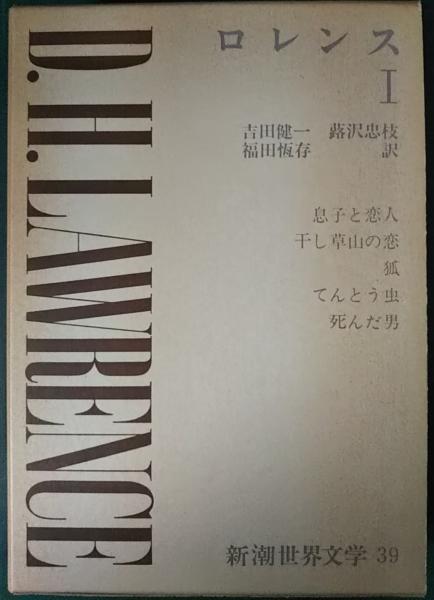 D.H.LAWRENCE
ロレンス
I
吉田健一 蕗沢忠枝
福田恆存 訳
息子と恋人
干し草山の恋
狐
てんとう虫
死んだ男
新潮世界文学 39